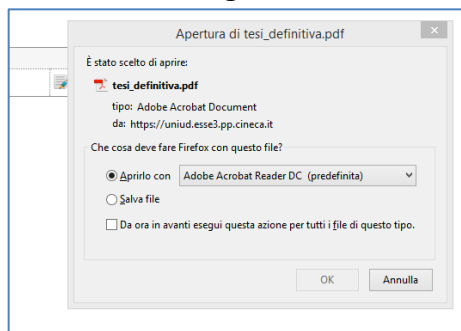 Apertura di tesi_definitiva.pdf
È stato scelto di aprire:
tesi_definitiva.pdf
tipo: Adobe Acrobat Document
da: https://uniud.esse3.pp.cineca.it
Che cosa deve fare Firefox con questo file?
Aprirlo con Adobe Acrobat Reader DC (predefinita)
Salva file
Da ora in avanti esegui questa azione per tutti i file di questo tipo.
OK Annulla